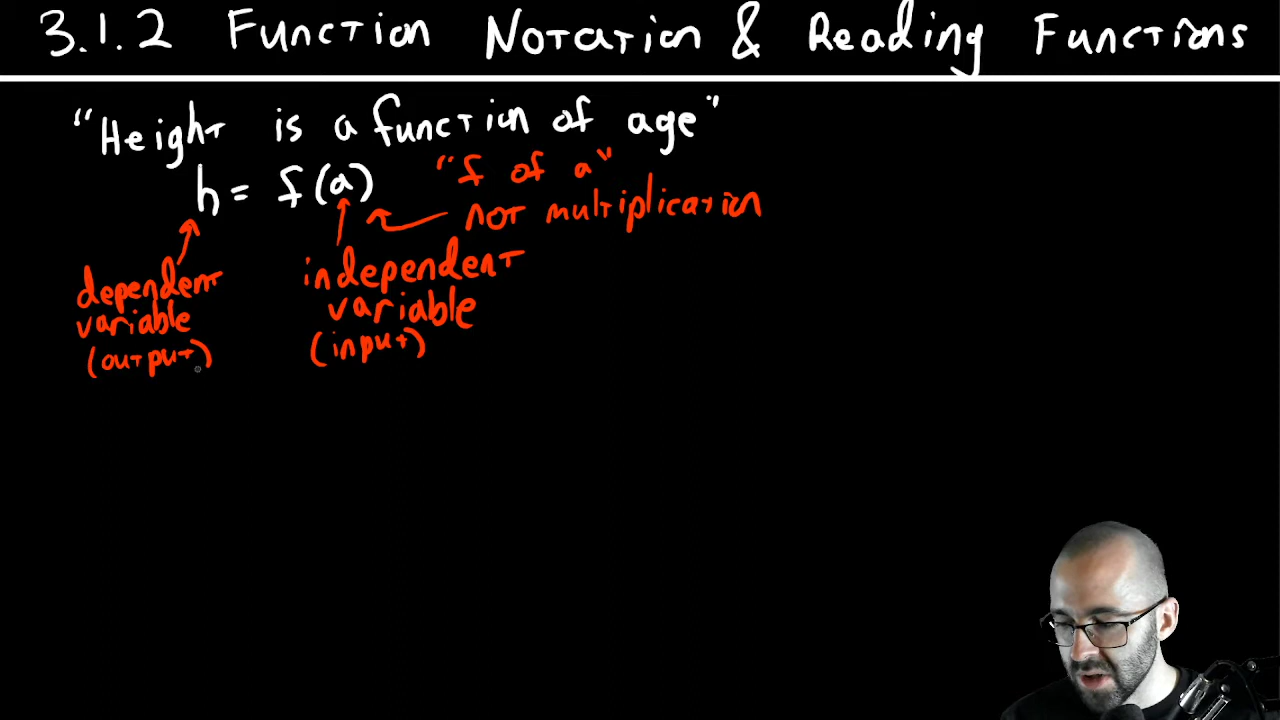 3.1.2 Function Notation & Reading Functions
"Height is a function of age"
h = f(a) "f of a"
not multiplication
dependent
variable
(output)
independent
variable
(input)